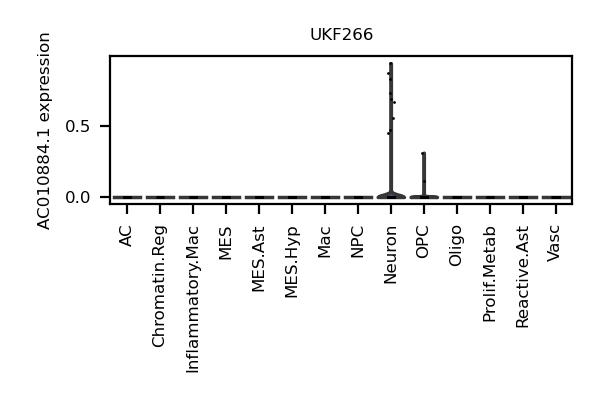 UKF266
AC010884.1 expression
0.5
0.0
AC
Chromatin.Reg
Inflammatory.Mac
MES
MES.Ast
MES.Hyp
Mac
NPC
Neuron
OPC
Oligo
Prolif.Metab
Reactive.Ast
Vasc